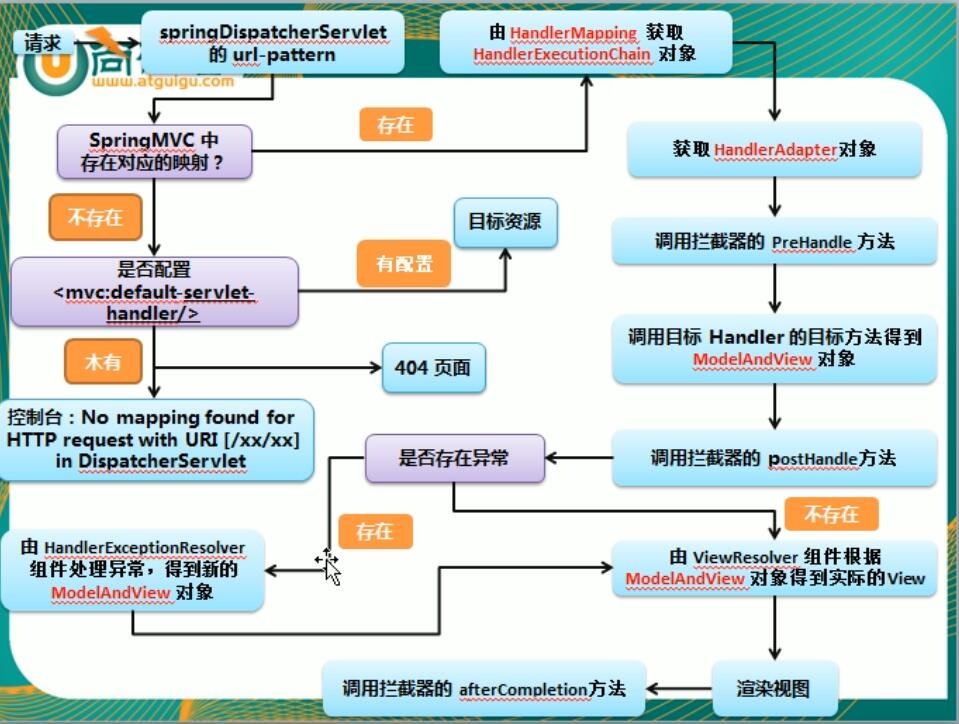 请求
springDispatcherServlet
的 url-pattern
由 HandlerMapping 获取
HandlerExecutionChain 对象
www.atguigu.com
SpringMVC 中
存在对应的映射？
存在
获取 HandlerAdapter对象
不存在
目标资源
调用拦截器的 PreHandle 方法
是否配置
<mvc:default-servlet-
handler/>
有配置
调用目标 Handler 的目标方法得到
ModelAndView 对象
木有
404 页面
控制台：No mapping found for
HTTP request with URI [/xx/xx]
in DispatcherServlet
是否存在异常
调用拦截器的 postHandle方法
存在
不存在
由 HandlerExceptionResolver
组件处理异常，得到新的
ModelAndView 对象
由 ViewResolver 组件根据
ModelAndView 对象得到实际的View
调用拦截器的 afterCompletion方法
渲染视图